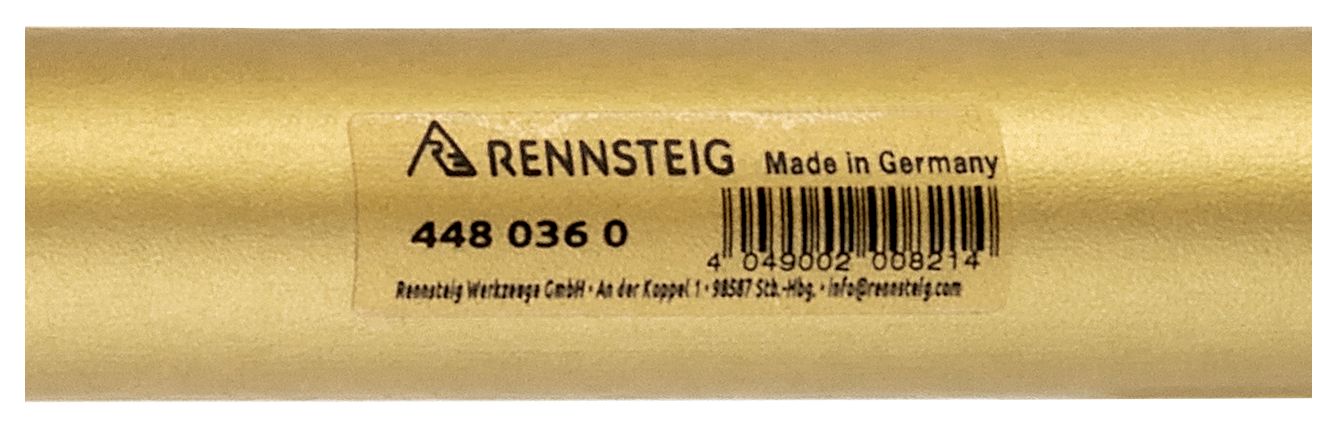 RENNSTEIG Made in Germany
448 036 0
4 049002 008214
Rennsteig Werkzeuge GmbH · An der Koppel 1 · 98587 Stb.-Hbg. · info@rennsteig.com